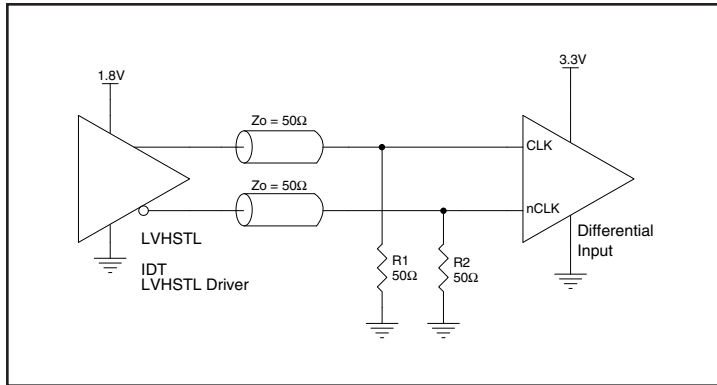 1.8V
3.3V
Zo = 50Ω
CLK
Zo = 50Ω
nCLK
LVHSTL
IDT
LVHSTL Driver
R1
50Ω
R2
50Ω
Differential
Input